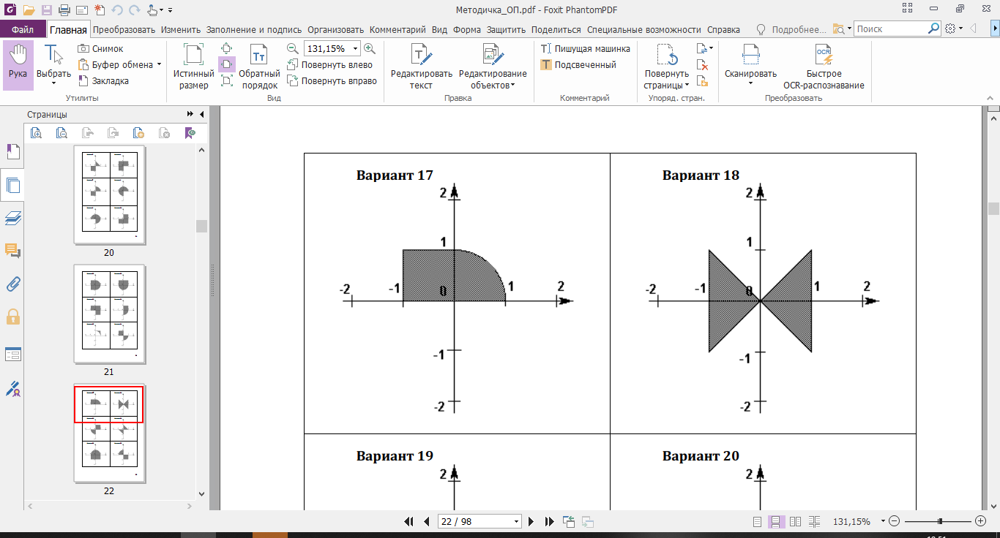 Методичка_ОП.pdf - Foxit PhantomPDF
Файл Главная Преобразовать Изменить Заполнение и подпись Организовать Комментарий Вид Форма Защитить Поделиться Специальные возможности Справка Подробнее... Поиск
Рука
Выбрать
Снимок
Буфер обмена
Закладка
Утилиты
Истинный размер
131,15%
Обратный порядок
Повернуть влево
Повернуть вправо
Вид
Редактировать текст
Редактирование объектов
Правка
Пишущая машинка
Подсвеченный
Комментарий
Повернуть страницы
Упоряд. стран.
Сканировать
OCR
Быстрое OCR-распознавание
Преобразовать
Страницы
20
21
22
Вариант 17
2
1
-2 -1 0 1 2
-1
-2
Вариант 18
2
1
-2 -1 0 1 2
-1
-2
Вариант 19
2
Вариант 20
2
22 / 98
131,15%